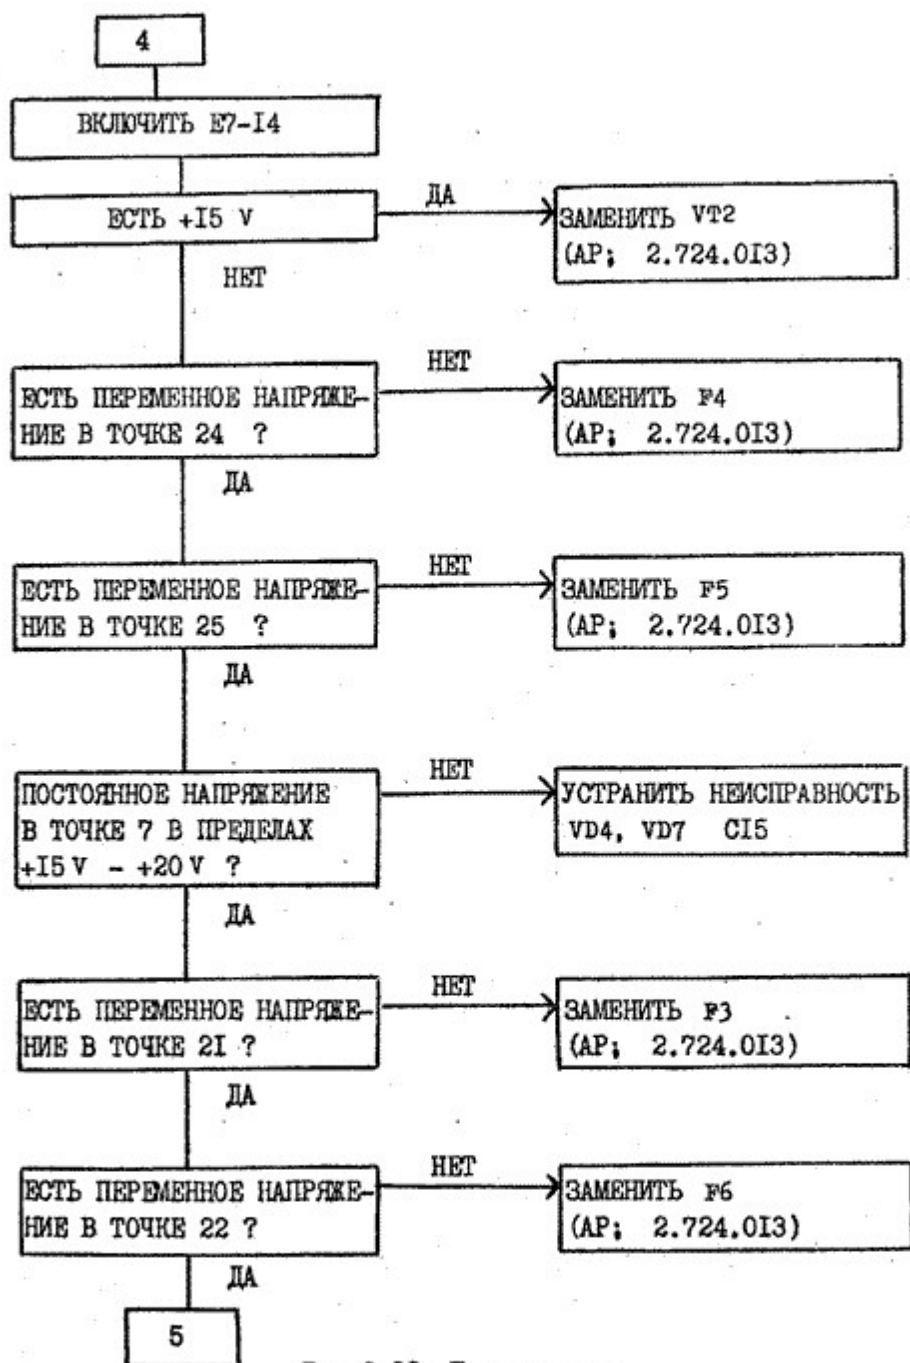 4
ВКЛЮЧИТЬ Е7-I4
ЕСТЬ +I5 V
ДА
ЗАМЕНИТЬ VT2
(АР; 2.724.0I3)
НЕТ
ЕСТЬ ПЕРЕМЕННОЕ НАПРЯЖЕ-
НИЕ В ТОЧКЕ 24 ?
НЕТ
ЗАМЕНИТЬ F4
(АР; 2.724.0I3)
ДА
ЕСТЬ ПЕРЕМЕННОЕ НАПРЯЖЕ-
НИЕ В ТОЧКЕ 25 ?
НЕТ
ЗАМЕНИТЬ F5
(АР; 2.724.0I3)
ДА
ПОСТОЯННОЕ НАПРЯЖЕНИЕ
В ТОЧКЕ 7 В ПРЕДЕЛАХ
+I5 V - +20 V ?
НЕТ
УСТРАНИТЬ НЕИСПРАВНОСТЬ
VD4, VD7 CI5
ДА
ЕСТЬ ПЕРЕМЕННОЕ НАПРЯЖЕ-
НИЕ В ТОЧКЕ 2I ?
НЕТ
ЗАМЕНИТЬ F3
(АР; 2.724.0I3)
ДА
ЕСТЬ ПЕРЕМЕННОЕ НАПРЯЖЕ-
НИЕ В ТОЧКЕ 22 ?
НЕТ
ЗАМЕНИТЬ F6
(АР; 2.724.0I3)
ДА
5